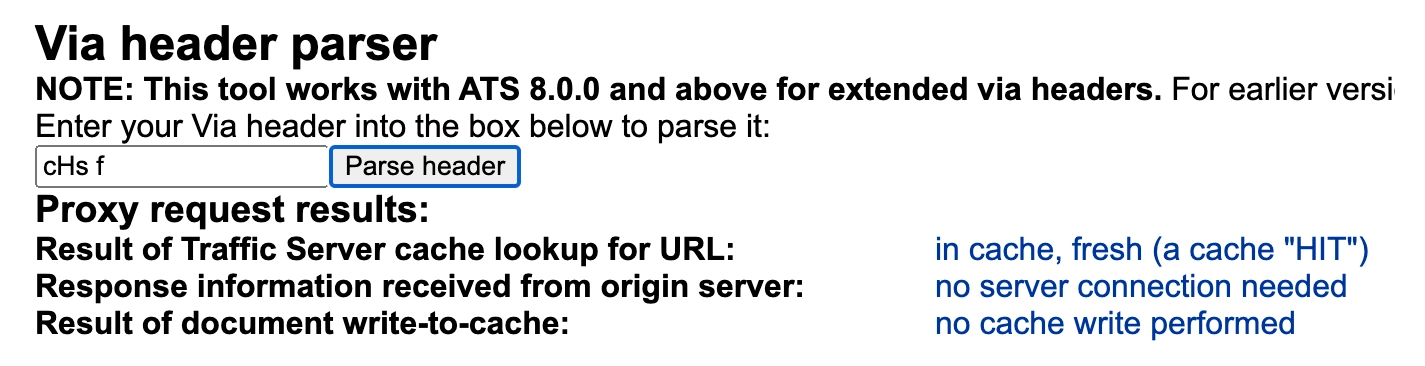 Via header parser
NOTE: This tool works with ATS 8.0.0 and above for extended via headers. For earlier versi
Enter your Via header into the box below to parse it:
cHs f Parse header
Proxy request results:
Result of Traffic Server cache lookup for URL: in cache, fresh (a cache "HIT")
Response information received from origin server: no server connection needed
Result of document write-to-cache: no cache write performed